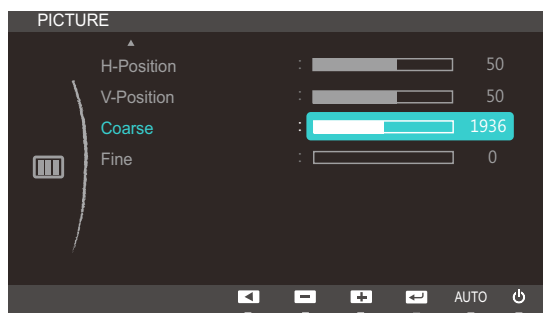 PICTURE
H-Position : 50
V-Position : 50
Coarse : 1936
Fine : 0
AUTO